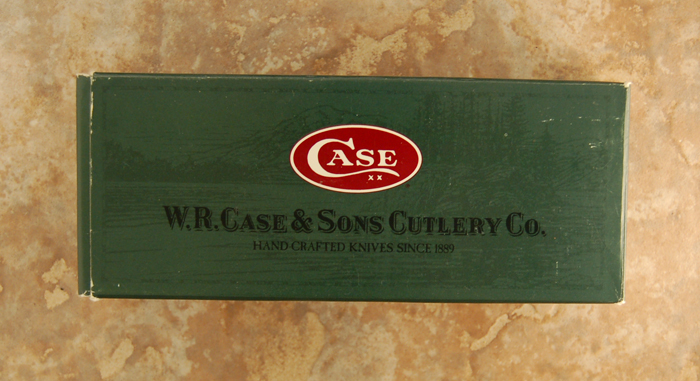 CASE
XX
W.R. CASE & SONS CUTLERY CO.
HAND CRAFTED KNIVES SINCE 1889